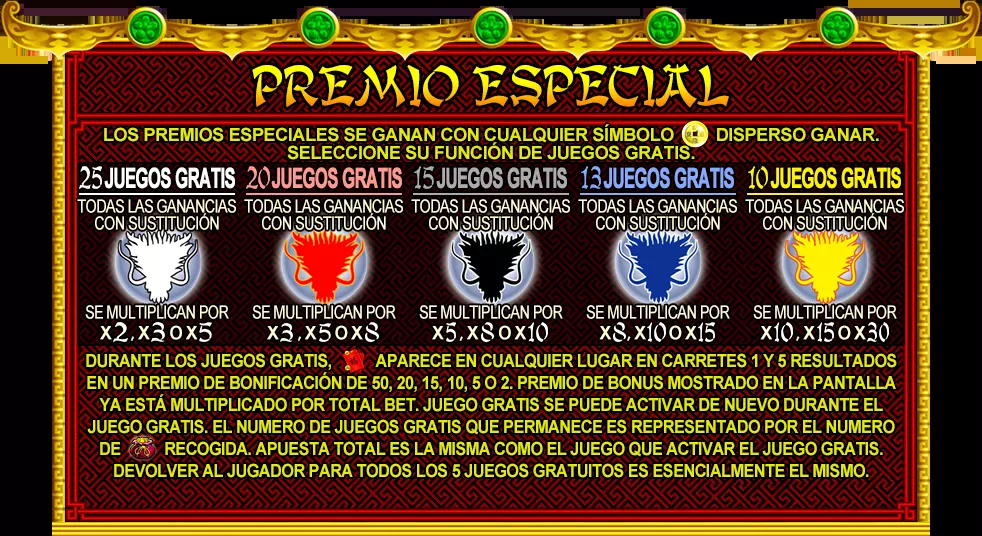 PREMIO ESPECIAL
LOS PREMIOS ESPECIALES SE GANAN CON CUALQUIER SÍMBOLO DISPERSO GANAR.
SELECCIONE SU FUNCIÓN DE JUEGOS GRATIS.
25 JUEGOS GRATIS 20 JUEGOS GRATIS 15 JUEGOS GRATIS 13 JUEGOS GRATIS 10 JUEGOS GRATIS
TODAS LAS GANANCIAS TODAS LAS GANANCIAS TODAS LAS GANANCIAS TODAS LAS GANANCIAS TODAS LAS GANANCIAS
CON SUSTITUCIÓN CON SUSTITUCIÓN CON SUSTITUCIÓN CON SUSTITUCIÓN CON SUSTITUCIÓN
SE MULTIPLICAN POR SE MULTIPLICAN POR SE MULTIPLICAN POR SE MULTIPLICAN POR SE MULTIPLICAN POR
x2, x3 o x5 x3, x5 o x8 x5, x8 o x10 x8, x10 o x15 x10, x15 o x30
DURANTE LOS JUEGOS GRATIS, APARECE EN CUALQUIER LUGAR EN CARRETES 1 Y 5 RESULTADOS
EN UN PREMIO DE BONIFICACIÓN DE 50, 20, 15, 10, 5 O 2. PREMIO DE BONUS MOSTRADO EN LA PANTALLA
YA ESTÁ MULTIPLICADO POR TOTAL BET. JUEGO GRATIS SE PUEDE ACTIVAR DE NUEVO DURANTE EL
JUEGO GRATIS. EL NUMERO DE JUEGOS GRATIS QUE PERMANECE ES REPRESENTADO POR EL NUMERO
DE RECOGIDA. APUESTA TOTAL ES LA MISMA COMO EL JUEGO QUE ACTIVAR EL JUEGO GRATIS.
DEVOLVER AL JUGADOR PARA TODOS LOS 5 JUEGOS GRATUITOS ES ESENCIALMENTE EL MISMO.